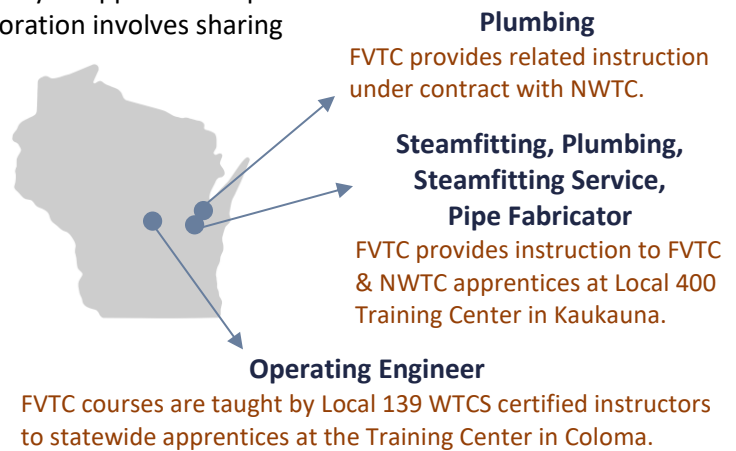 oration involves sharing
Plumbing
FVTC provides related instruction
under contract with NWTC.
Steamfitting, Plumbing,
Steamfitting Service,
Pipe Fabricator
FVTC provides instruction to FVTC
& NWTC apprentices at Local 400
Training Center in Kaukauna.
Operating Engineer
FVTC courses are taught by Local 139 WTCS certified instructors
to statewide apprentices at the Training Center in Coloma.